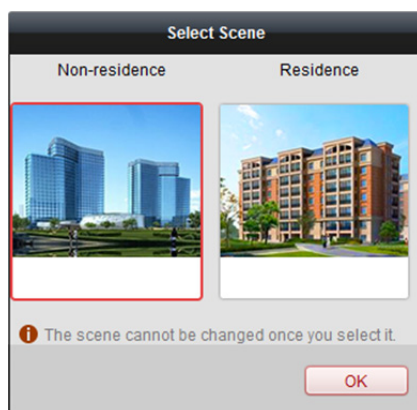 Select Scene
Non-residence Residence
The scene cannot be changed once you select it.
OK